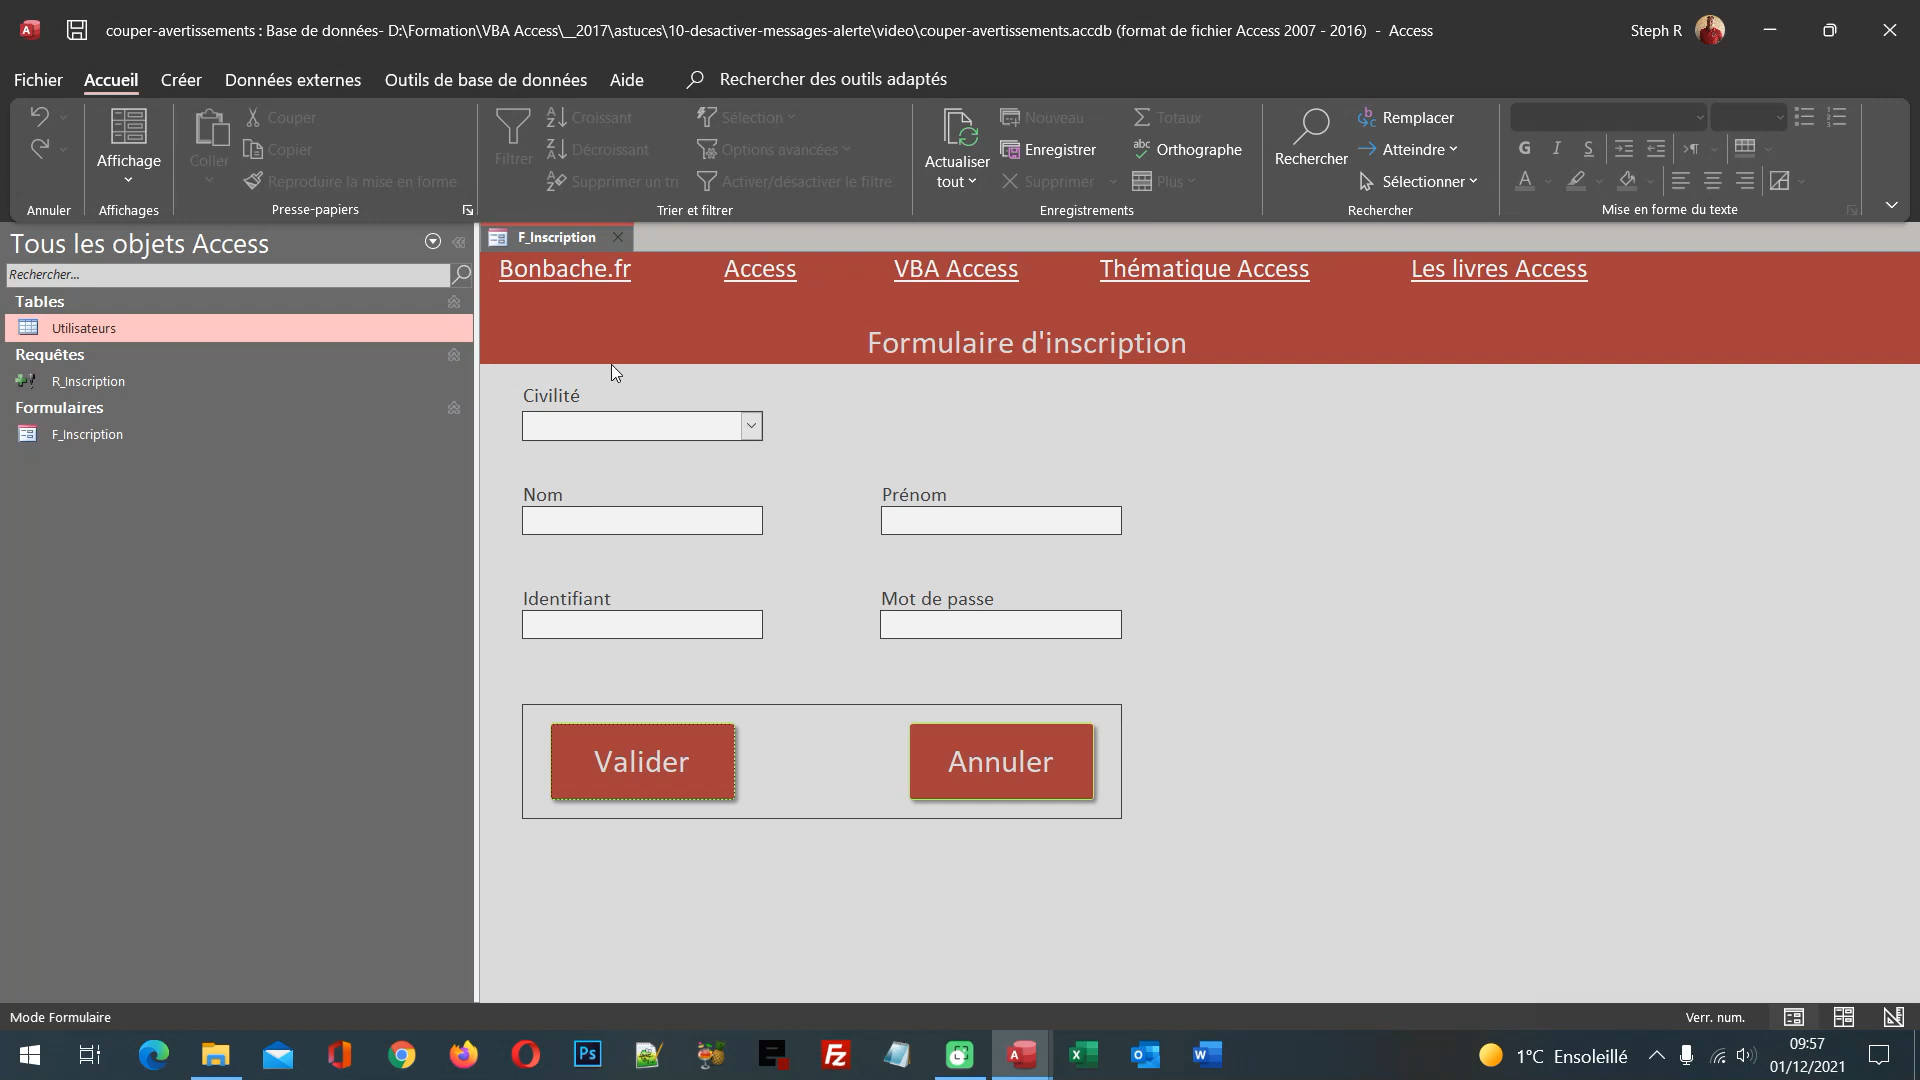 couper-avertissements : Base de données- D:\Formation\VBA Access\__2017\astuces\10-desactiver-messages-alerte\video\couper-avertissements.accdb (format de fichier Access 2007 - 2016) - Access
Steph R
Fichier Accueil Créer Données externes Outils de base de données Aide Rechercher des outils adaptés
Annuler
Affichage
Affichages
Coller
Couper
Copier
Reproduire la mise en forme
Presse-papiers
Filtrer
Croissant
Décroissant
Supprimer un tri
Sélection
Options avancées
Activer/désactiver le filtre
Trier et filtrer
Actualiser
tout
Nouveau
Enregistrer
Supprimer
Totaux
Orthographe
Plus
Enregistrements
Rechercher
Remplacer
Atteindre
Sélectionner
Rechercher
G I S
Mise en forme du texte
Tous les objets Access
Rechercher...
Tables
Utilisateurs
Requêtes
R_Inscription
Formulaires
F_Inscription
F_Inscription
Bonbache.fr Access VBA Access Thématique Access Les livres Access
Formulaire d'inscription
Civilité
Nom Prénom
Identifiant Mot de passe
Valider Annuler
Mode Formulaire
Verr. num.
1°C Ensoleillé
09:57
01/12/2021